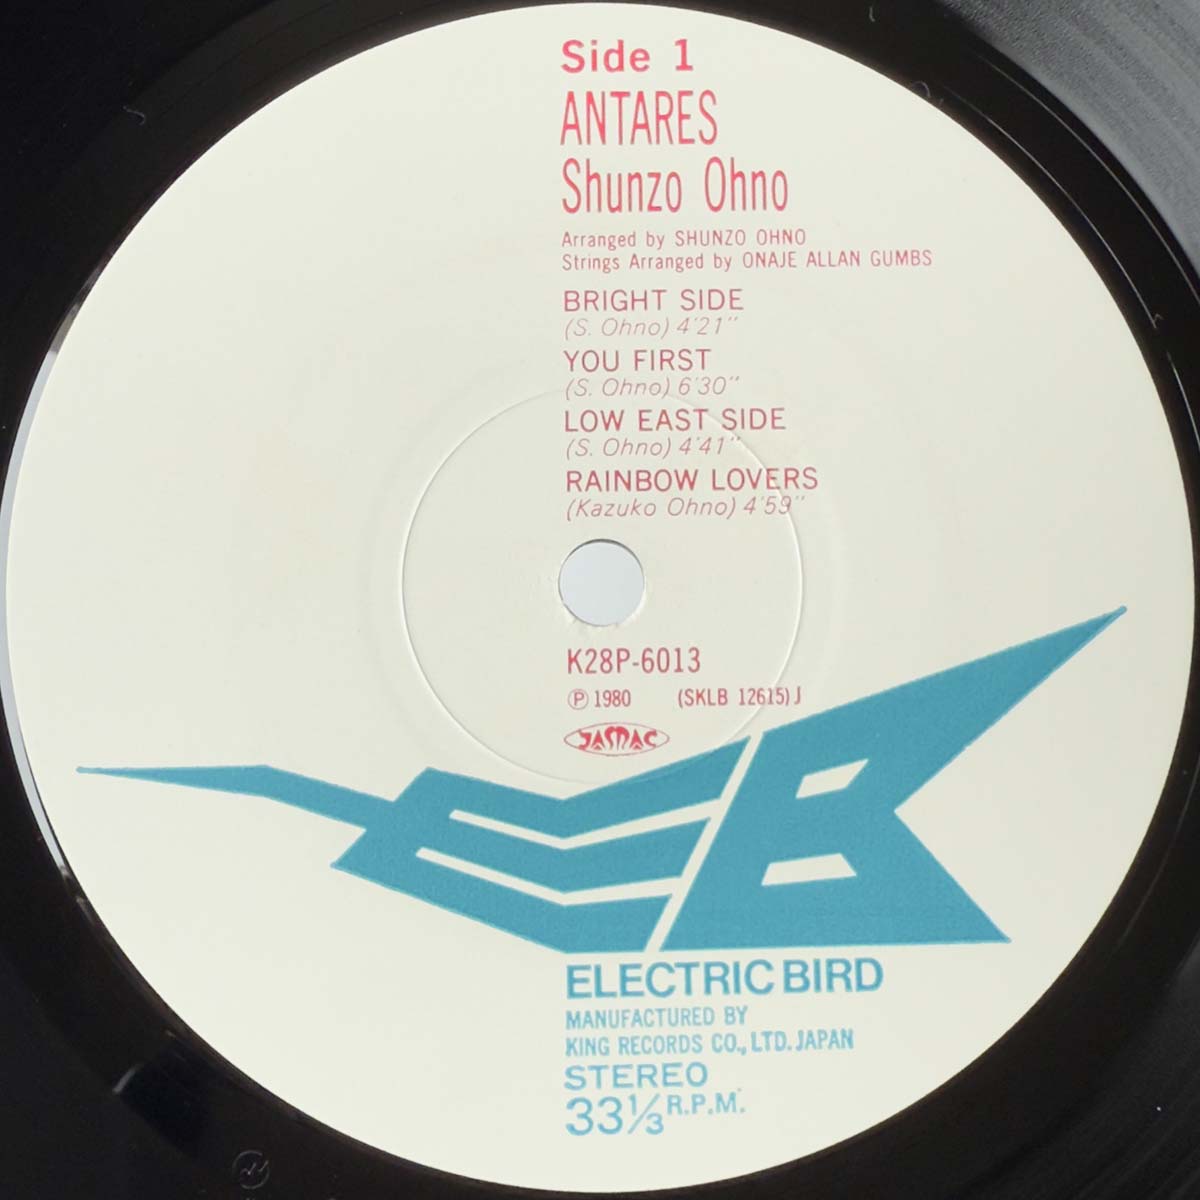 Side 1
ANTARES
Shunzo Ohno
Arranged by SHUNZO OHNO
Strings Arranged by ONAJE ALLAN GUMBS
BRIGHT SIDE
(S. Ohno) 4'21"
YOU FIRST
(S. Ohno) 6'30"
LOW EAST SIDE
(S. Ohno) 4'41"
RAINBOW LOVERS
(Kazuko Ohno) 4'59"
K28P-6013
Ⓟ 1980 (SKLB 12615) J
JASRAC
EB
ELECTRIC BIRD
MANUFACTURED BY
KING RECORDS CO., LTD. JAPAN
STEREO
33⅓ R.P.M.